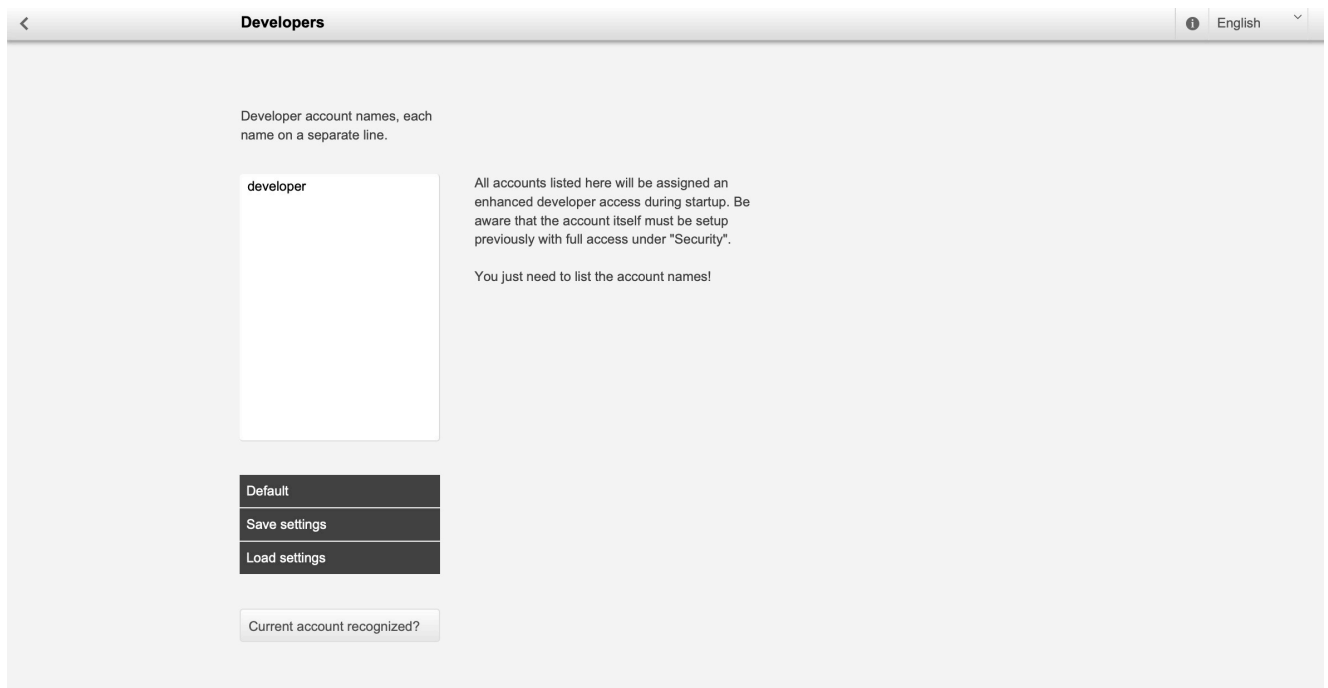 Developers
English
Developer account names, each
name on a separate line.
developer
All accounts listed here will be assigned an
enhanced developer access during startup. Be
aware that the account itself must be setup
previously with full access under "Security".
You just need to list the account names!
Default
Save settings
Load settings
Current account recognized?